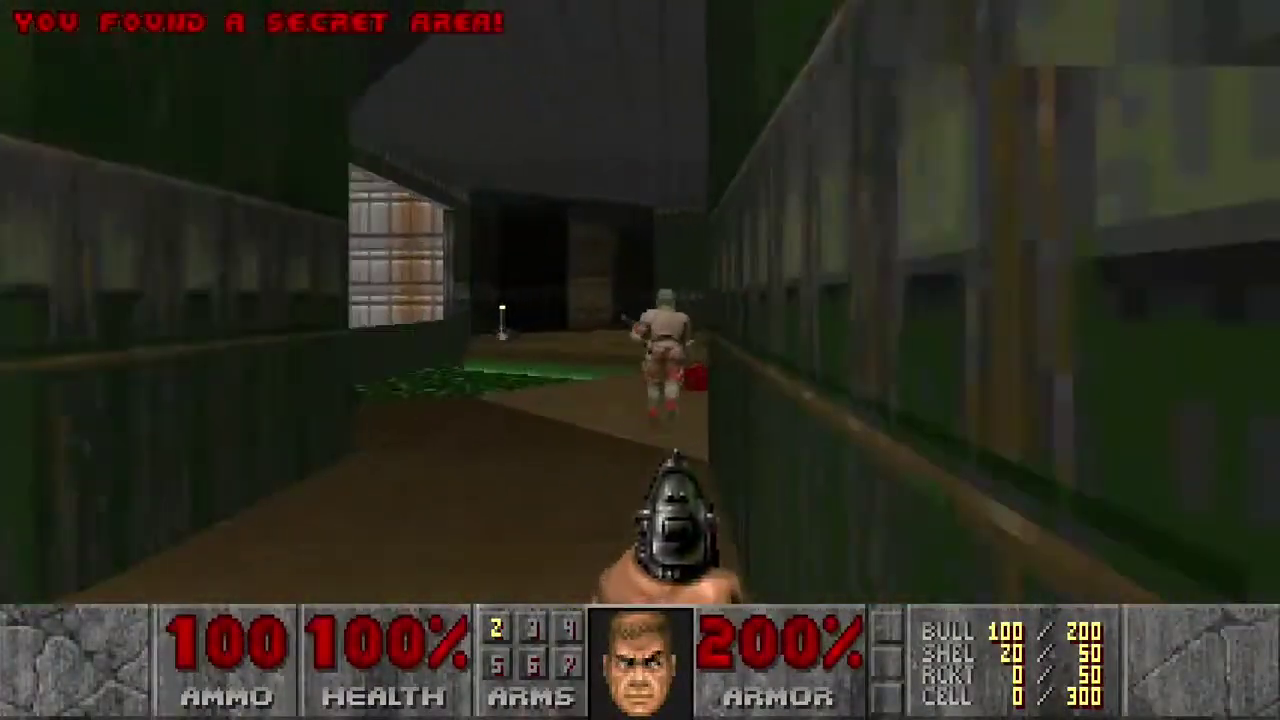 YOU FOUND A SECRET AREA!
100 100% 2 3 4 200%
5 6 7
AMMO HEALTH ARMS ARMOR
BULL 100 / 200
SHEL 20 / 50
RCKT 0 / 50
CELL 0 / 300